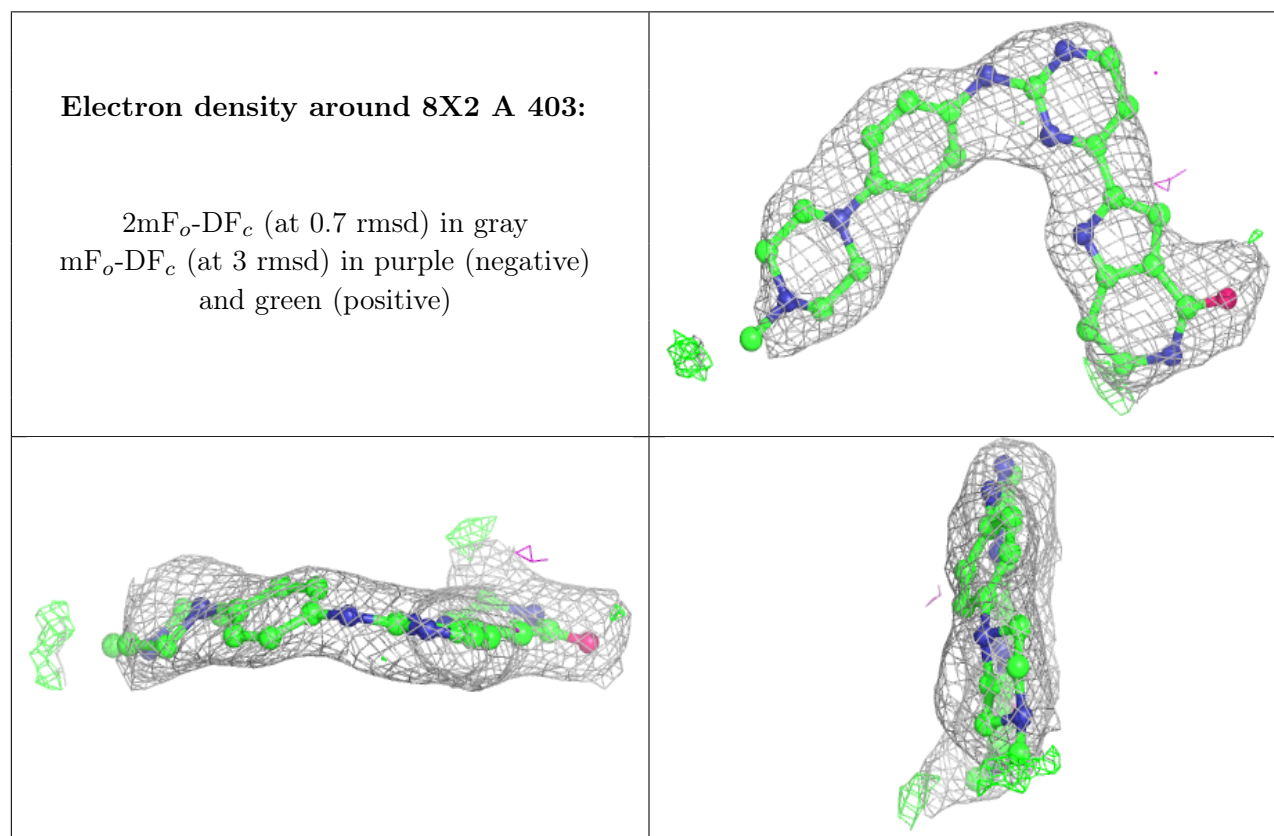 Electron density around 8X2 A 403:
2mFo-DFc (at 0.7 rmsd) in gray
mFo-DFc (at 3 rmsd) in purple (negative)
and green (positive)